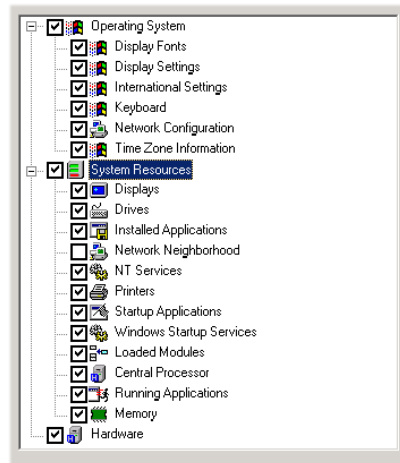 Operating System
Display Fonts
Display Settings
International Settings
Keyboard
Network Configuration
Time Zone Information
System Resources
Displays
Drives
Installed Applications
Network Neighborhood
NT Services
Printers
Startup Applications
Windows Startup Services
Loaded Modules
Central Processor
Running Applications
Memory
Hardware